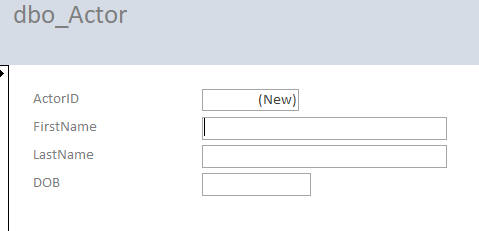 dbo_Actor
ActorID (New)
FirstName
LastName
DOB